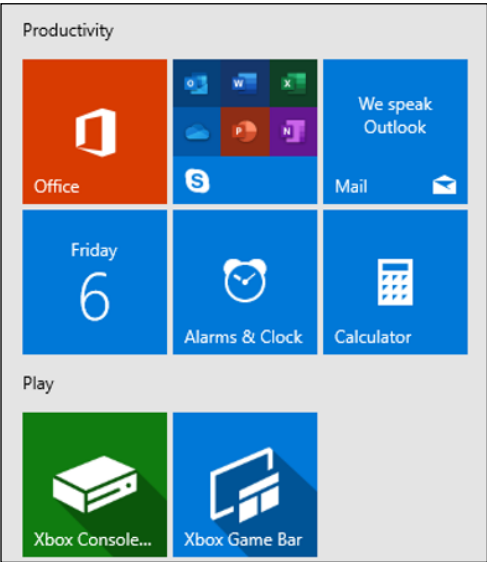 Productivity
Office
We speak
Outlook
Mail
Friday
6
Alarms & Clock
Calculator
Play
Xbox Console...
Xbox Game Bar